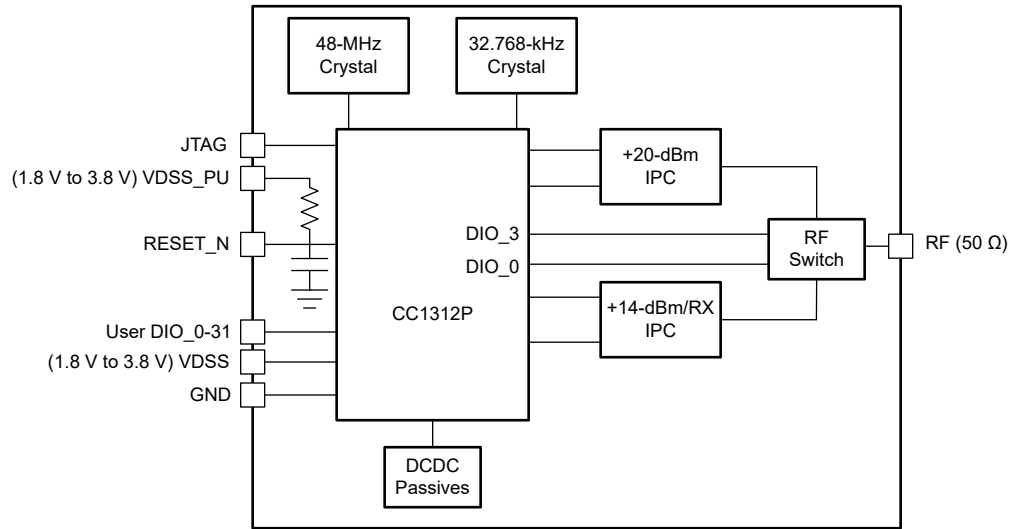 48-MHz
Crystal
32.768-kHz
Crystal
JTAG
(1.8 V to 3.8 V) VDSS_PU
RESET_N
User DIO_0-31
(1.8 V to 3.8 V) VDSS
GND
CC1312P
DIO_3
DIO_0
+20-dBm
IPC
RF
Switch
RF (50 Ω)
+14-dBm/RX
IPC
DCDC
Passives